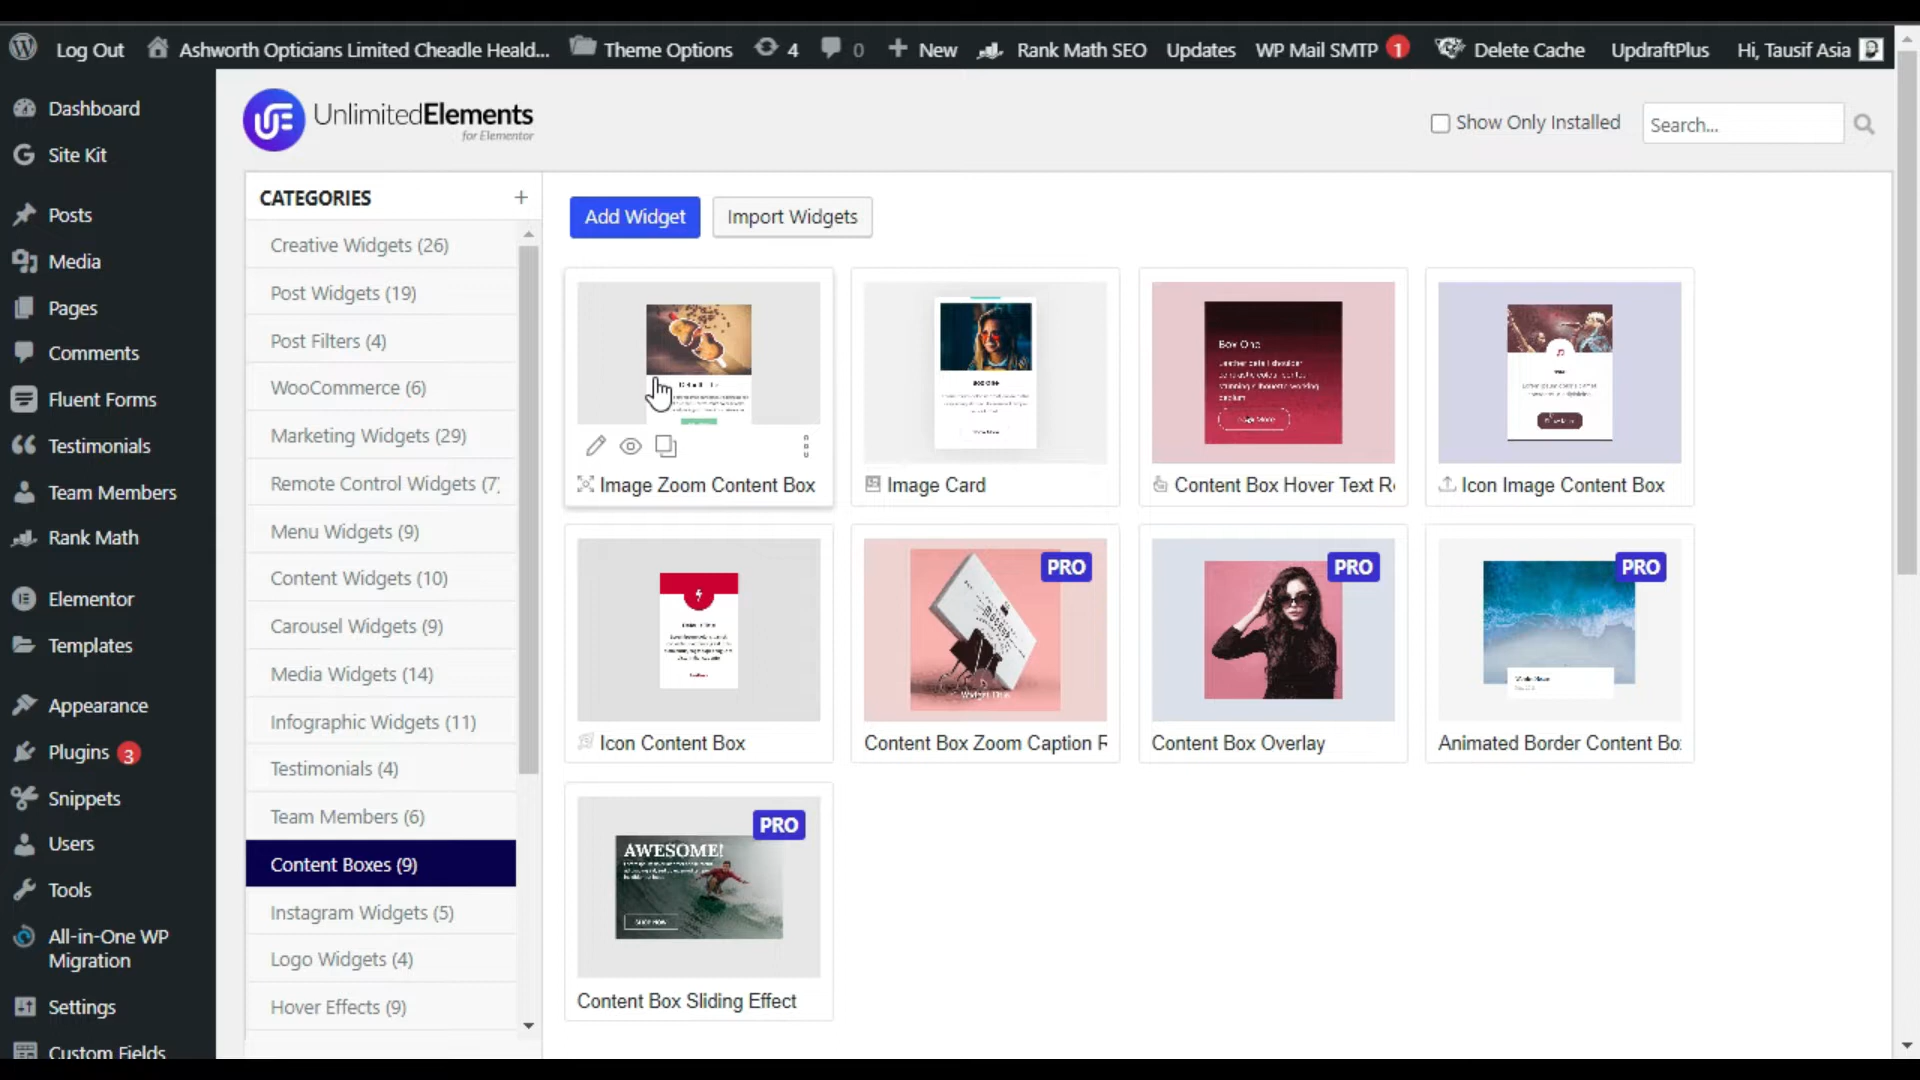 Log Out
Ashworth Opticians Limited Cheadle Heald...
Theme Options
4
0
New
Rank Math SEO
Updates
WP Mail SMTP 1
Delete Cache
UpdraftPlus
Hi, Tausif Asia
Dashboard
Site Kit
Posts
Media
Pages
Comments
Fluent Forms
Testimonials
Team Members
Rank Math
Elementor
Templates
Appearance
Plugins 3
Snippets
Users
Tools
All-in-One WP
Migration
Settings
Custom Fields
UnlimitedElements
for Elementor
Show Only Installed
Search...
CATEGORIES +
Creative Widgets (26)
Post Widgets (19)
Post Filters (4)
WooCommerce (6)
Marketing Widgets (29)
Remote Control Widgets (7)
Menu Widgets (9)
Content Widgets (10)
Carousel Widgets (9)
Media Widgets (14)
Infographic Widgets (11)
Testimonials (4)
Team Members (6)
Content Boxes (9)
Instagram Widgets (5)
Logo Widgets (4)
Hover Effects (9)
Add Widget
Import Widgets
Image Zoom Content Box
Box One
Image Card
Box One
Content Box Hover Text R
Icon Image Content Box
Icon Content Box
PRO
Widget Title
Content Box Zoom Caption R
PRO
Content Box Overlay
PRO
Animated Border Content Bo
PRO
AWESOME!
SHOP NOW
Content Box Sliding Effect